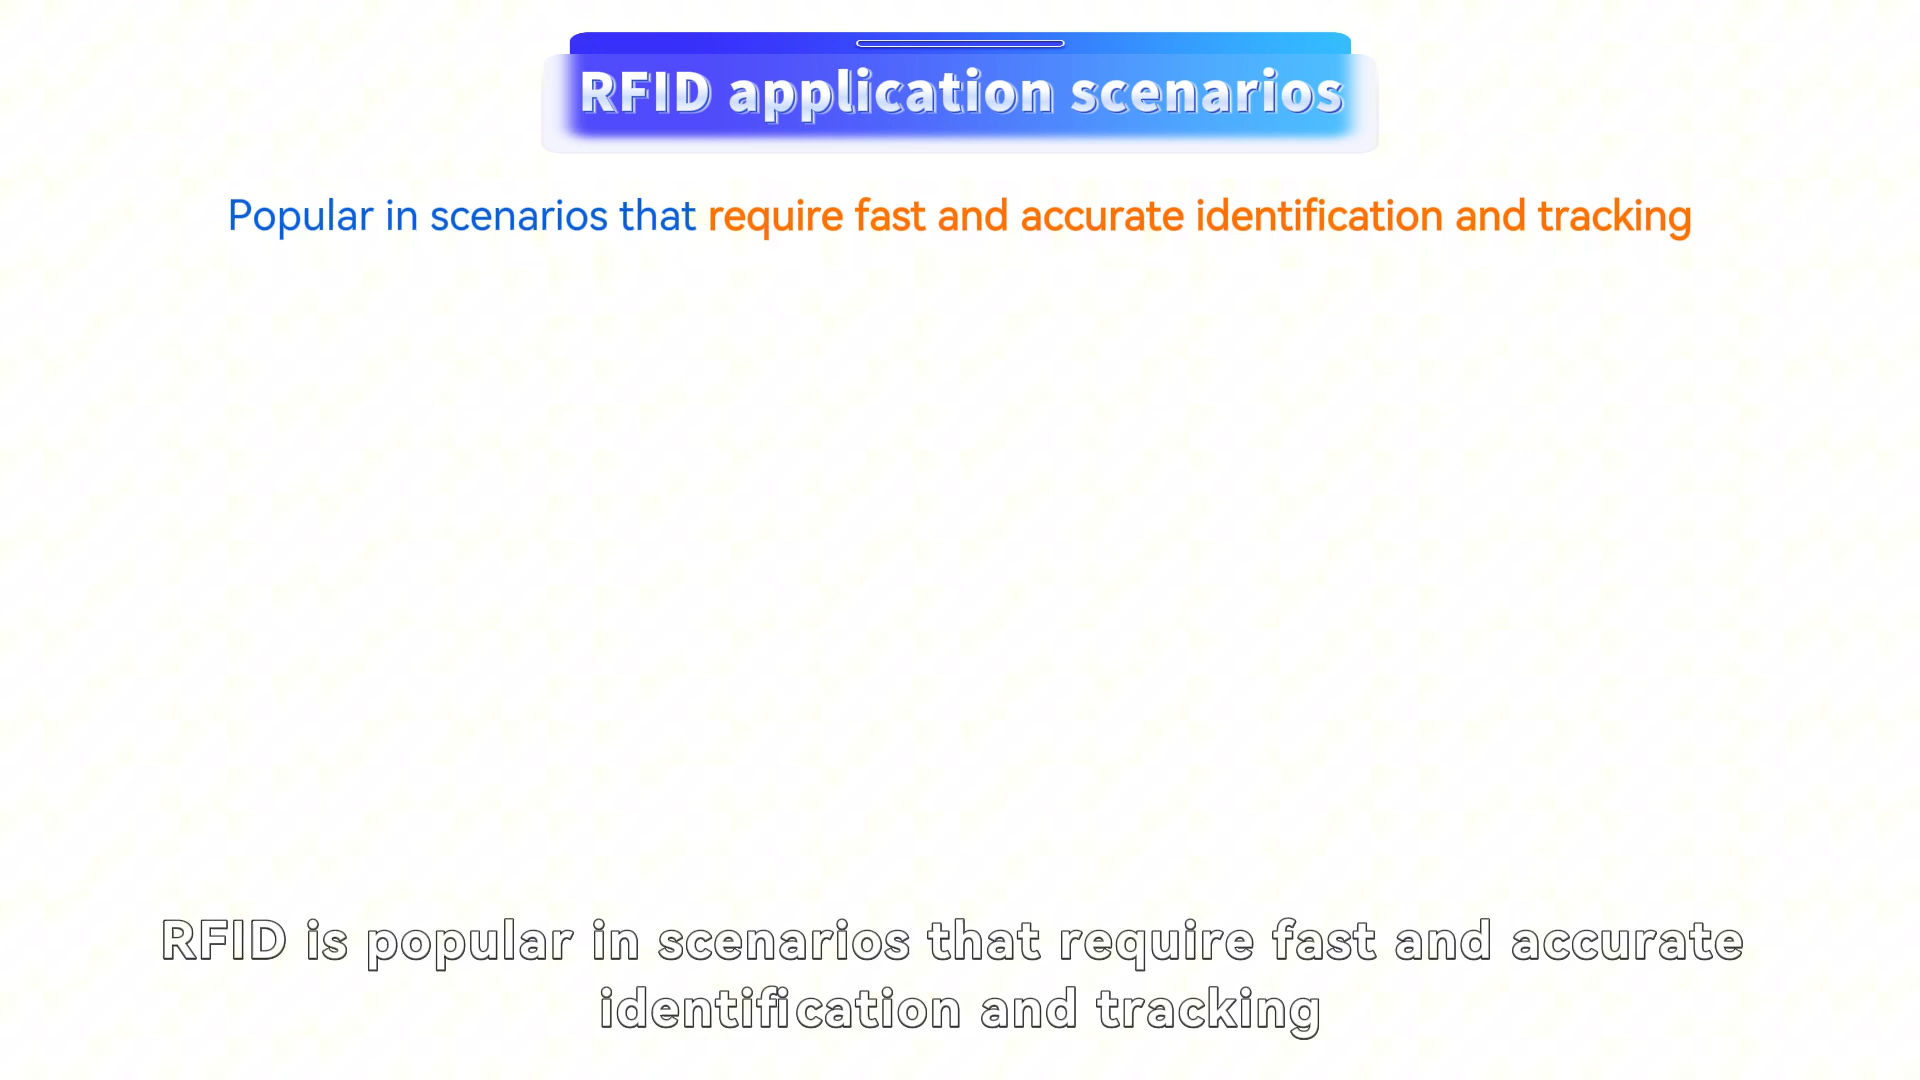 RFID application scenarios
Popular in scenarios that require fast and accurate identification and tracking
RFID is popular in scenarios that require fast and accurate
identification and tracking